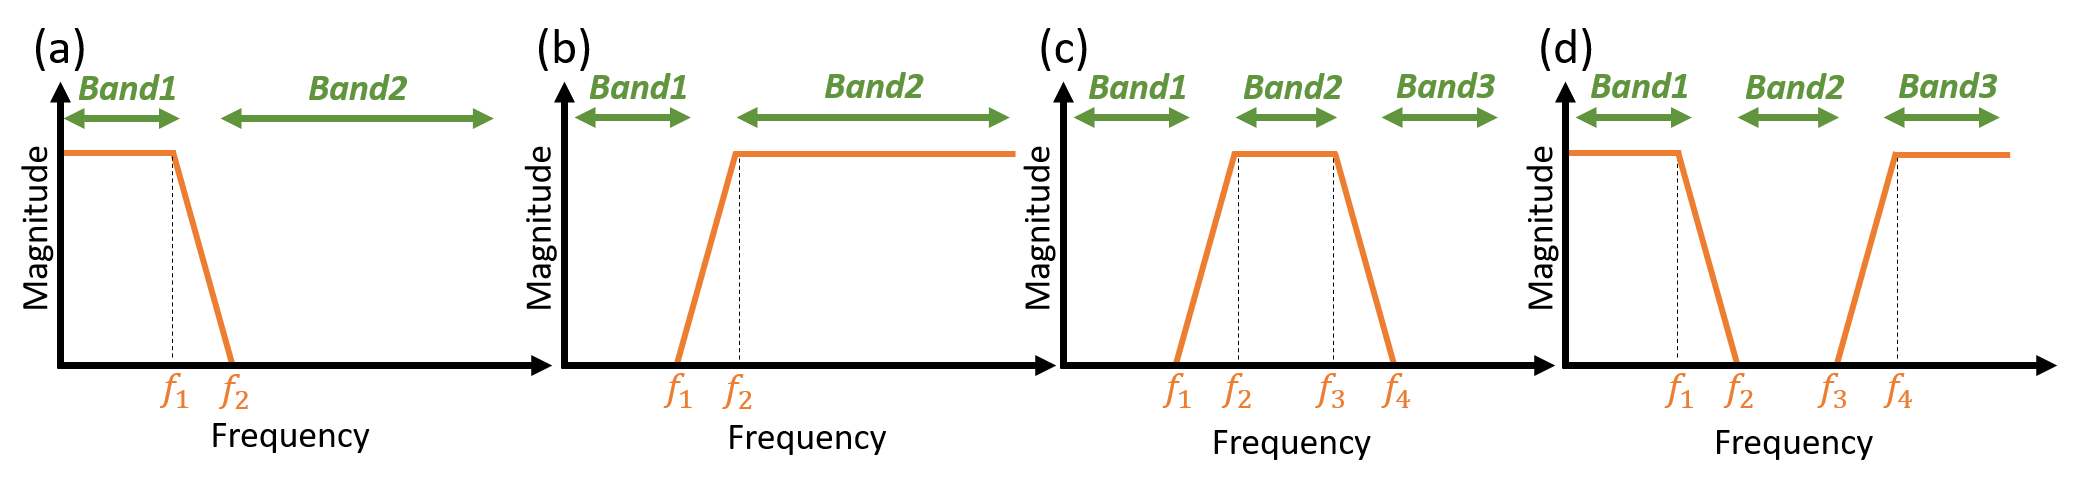 (a)
Band1 Band2
Magnitude
f1 f2
Frequency
(b)
Band1 Band2
Magnitude
f1 f2
Frequency
(c)
Band1 Band2 Band3
Magnitude
f1 f2 f3 f4
Frequency
(d)
Band1 Band2 Band3
Magnitude
f1 f2 f3 f4
Frequency